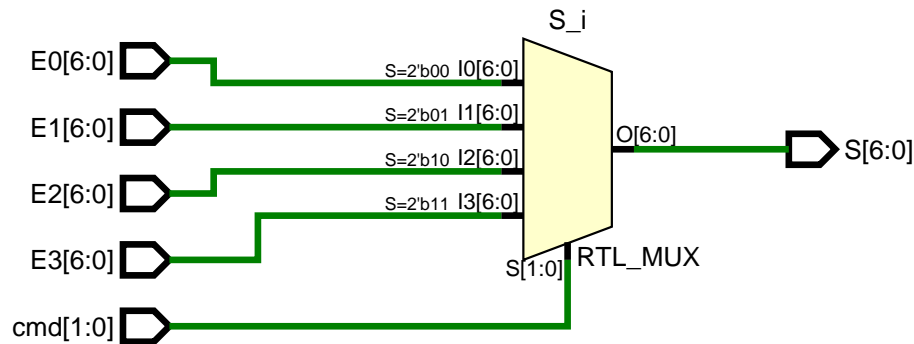 S_i
E0[6:0]
S=2'b00 I0[6:0]
E1[6:0]
S=2'b01 I1[6:0]
O[6:0]
S[6:0]
E2[6:0]
S=2'b10 I2[6:0]
E3[6:0]
S=2'b11 I3[6:0]
S[1:0]
RTL_MUX
cmd[1:0]